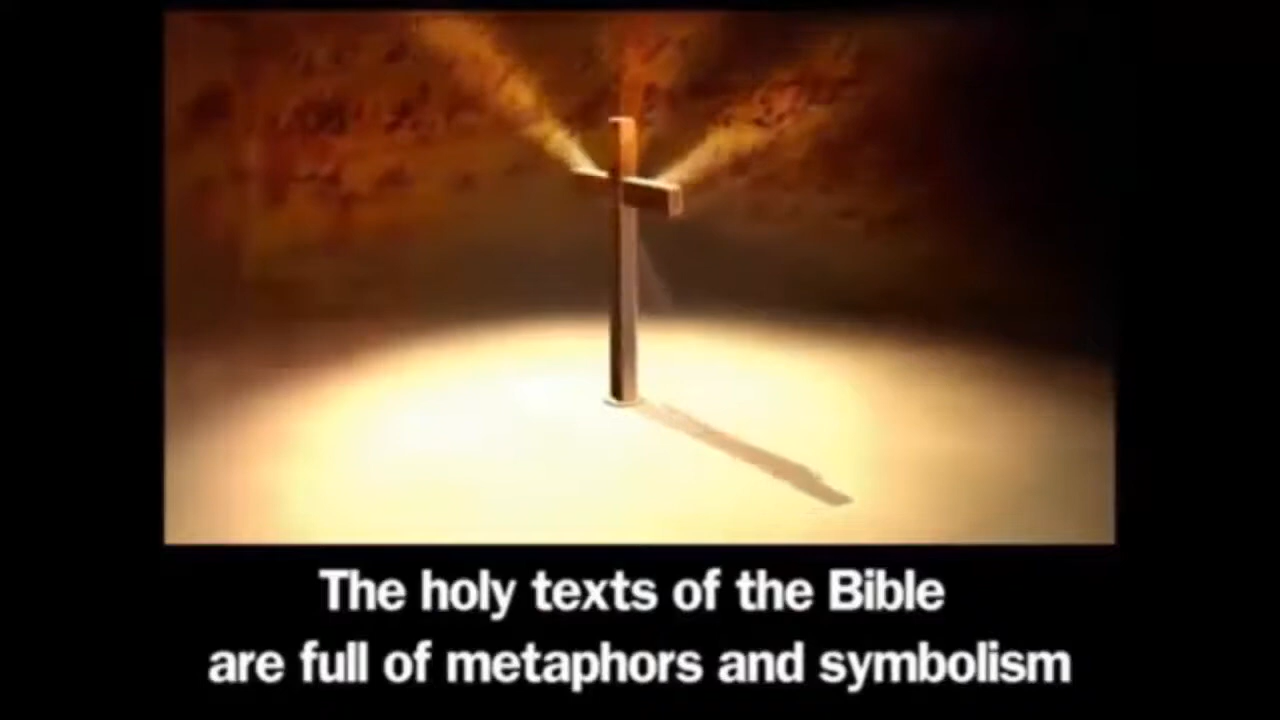 The holy texts of the Bible
are full of metaphors and symbolism